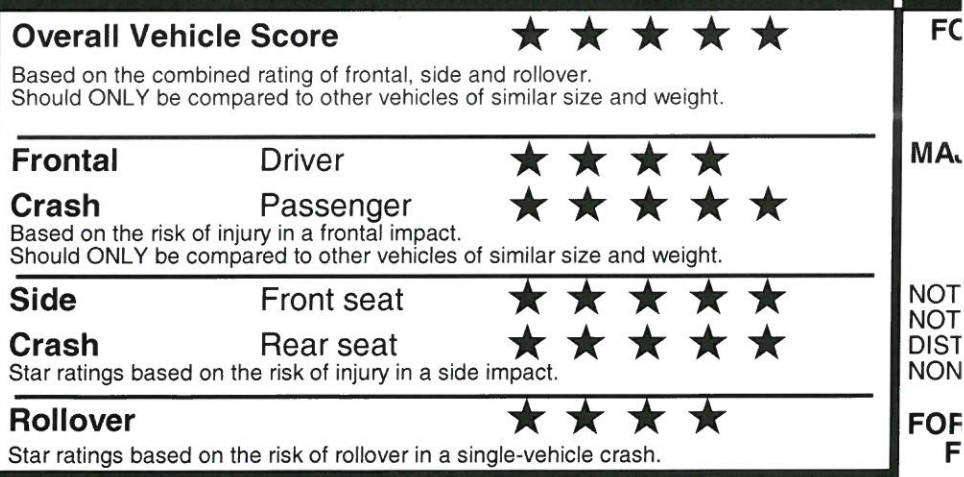 Overall Vehicle Score ★ ★ ★ ★ ★
Based on the combined rating of frontal, side and rollover.
Should ONLY be compared to other vehicles of similar size and weight.
Frontal Driver ★ ★ ★ ★
Crash Passenger ★ ★ ★ ★ ★
Based on the risk of injury in a frontal impact.
Should ONLY be compared to other vehicles of similar size and weight.
Side Front seat ★ ★ ★ ★ ★
Crash Rear seat ★ ★ ★ ★ ★
Star ratings based on the risk of injury in a side impact.
Rollover ★ ★ ★ ★
Star ratings based on the risk of rollover in a single-vehicle crash.
NOT
NOT
DIST
NON